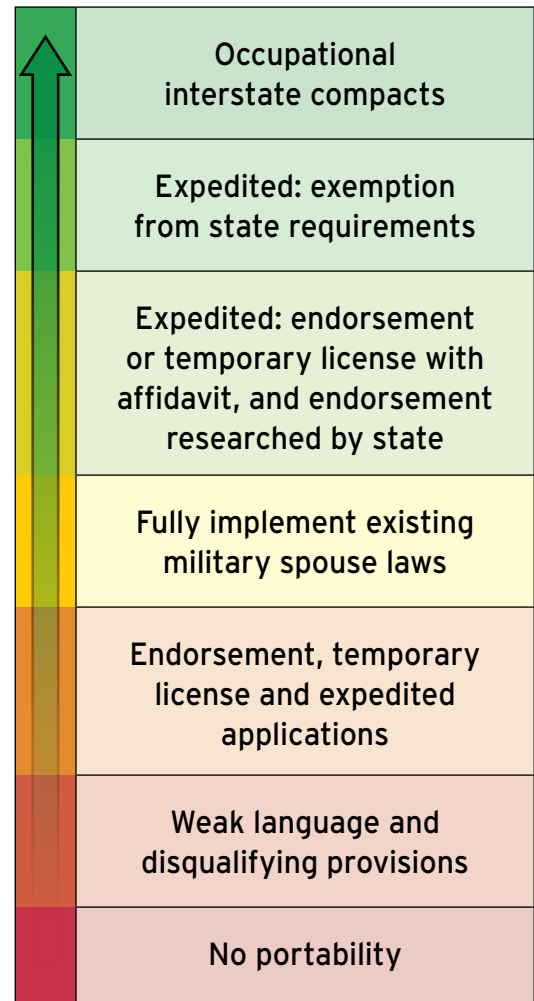 Occupational
interstate compacts
Expedited: exemption
from state requirements
Expedited: endorsement
or temporary license with
affidavit, and endorsement
researched by state
Fully implement existing
military spouse laws
Endorsement, temporary
license and expedited
applications
Weak language and
disqualifying provisions
No portability